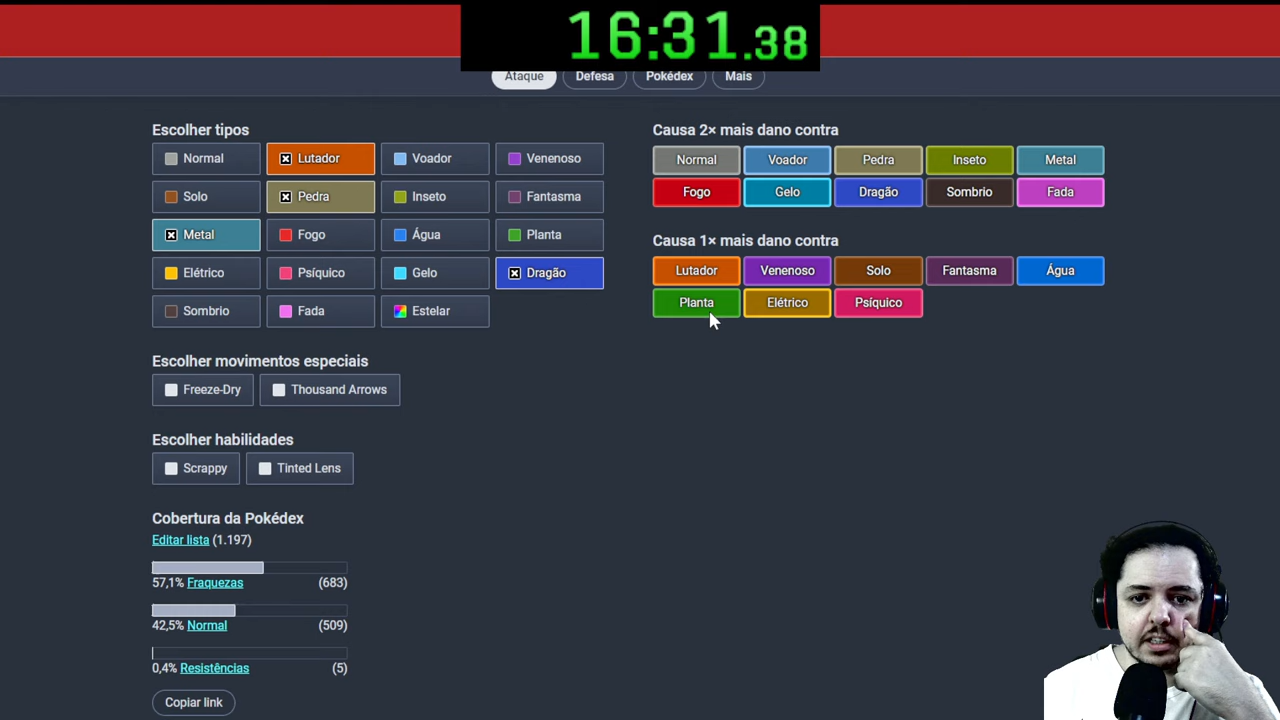 16:31.38
Ataque Defesa Pokédex Mais
Escolher tipos
Normal Lutador Voador Venenoso
Solo Pedra Inseto Fantasma
Metal Fogo Água Planta
Elétrico Psíquico Gelo Dragão
Sombrio Fada Estelar
Escolher movimentos especiais
Freeze-Dry Thousand Arrows
Escolher habilidades
Scrappy Tinted Lens
Cobertura da Pokédex
Editar lista (1.197)
57,1% Fraquezas (683)
42,5% Normal (509)
0,4% Resistências (5)
Copiar link
Causa 2× mais dano contra
Normal Voador Pedra Inseto Metal
Fogo Gelo Dragão Sombrio Fada
Causa 1× mais dano contra
Lutador Venenoso Solo Fantasma Água
Planta Elétrico Psíquico